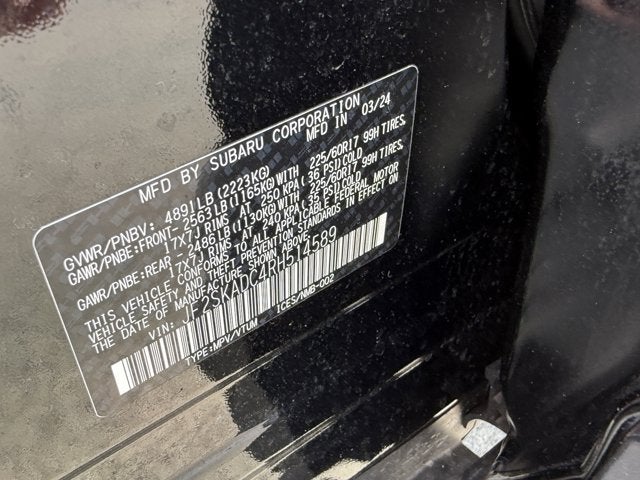 MFD BY SUBARU CORPORATION
MFD IN 03/24
GVWR/PNBV: 4891LB (2223KG)
GAWR/PNBE:FRONT-2563LB(1165KG)WITH 225/60R17 99H TIRES,
17X7J RIMS AT 250 KPA(36 PSI)COLD
GAWR/PNBE:REAR -2486LB(1130KG)WITH 225/60R17 99H TIRES,
17X7J RIMS AT 240 KPA(35 PSI)COLD
THIS VEHICLE CONFORMS TO ALL APPLICABLE FEDERAL MOTOR
VEHICLE SAFETY AND THEFT PREVENTION STANDARDS IN EFFECT ON
THE DATE OF MANUFACTURE SHOWN ABOVE.
VIN: JF2SKADC4RH514589
TYPE:MPV/VTUM ICES/NMB-002